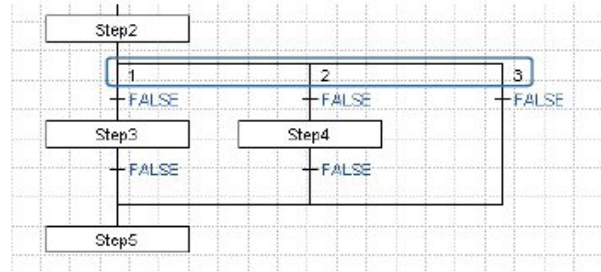 Step2
1 2 3
FALSE FALSE FALSE
Step3 Step4
FALSE FALSE
Step5